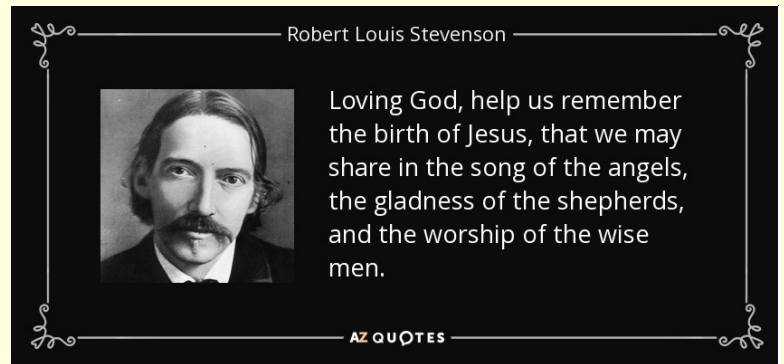 Robert Louis Stevenson
Loving God, help us remember
the birth of Jesus, that we may
share in the song of the angels,
the gladness of the shepherds,
and the worship of the wise
men.
AZ QUOTES